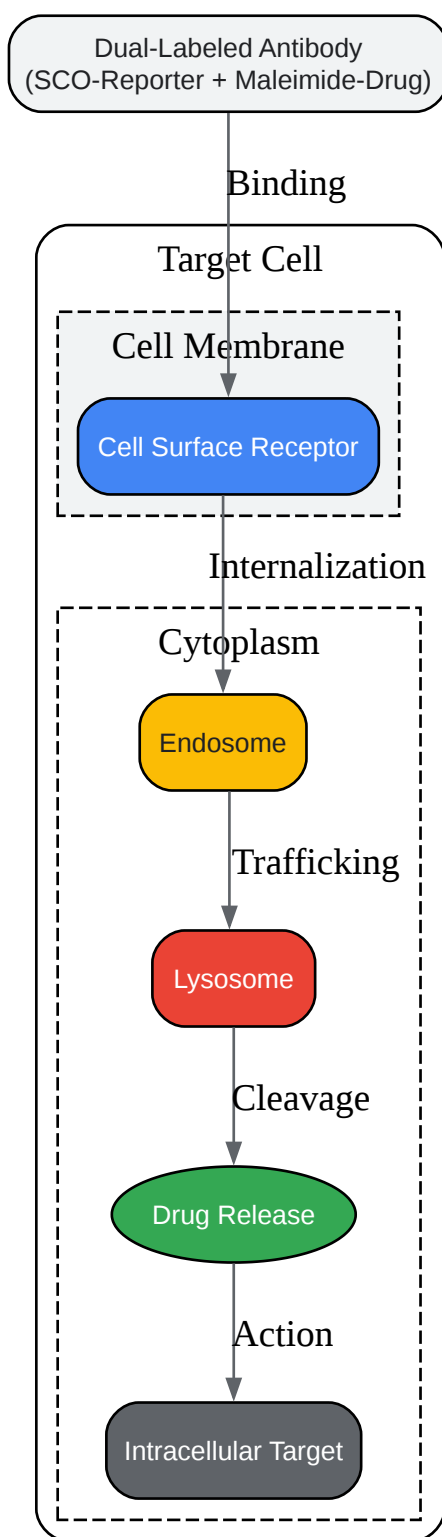 Dual-Labeled Antibody
(SCO-Reporter + Maleimide-Drug)
Binding
Target Cell
Cell Membrane
Cell Surface Receptor
Internalization
Cytoplasm
Endosome
Trafficking
Lysosome
Cleavage
Drug Release
Action
Intracellular Target